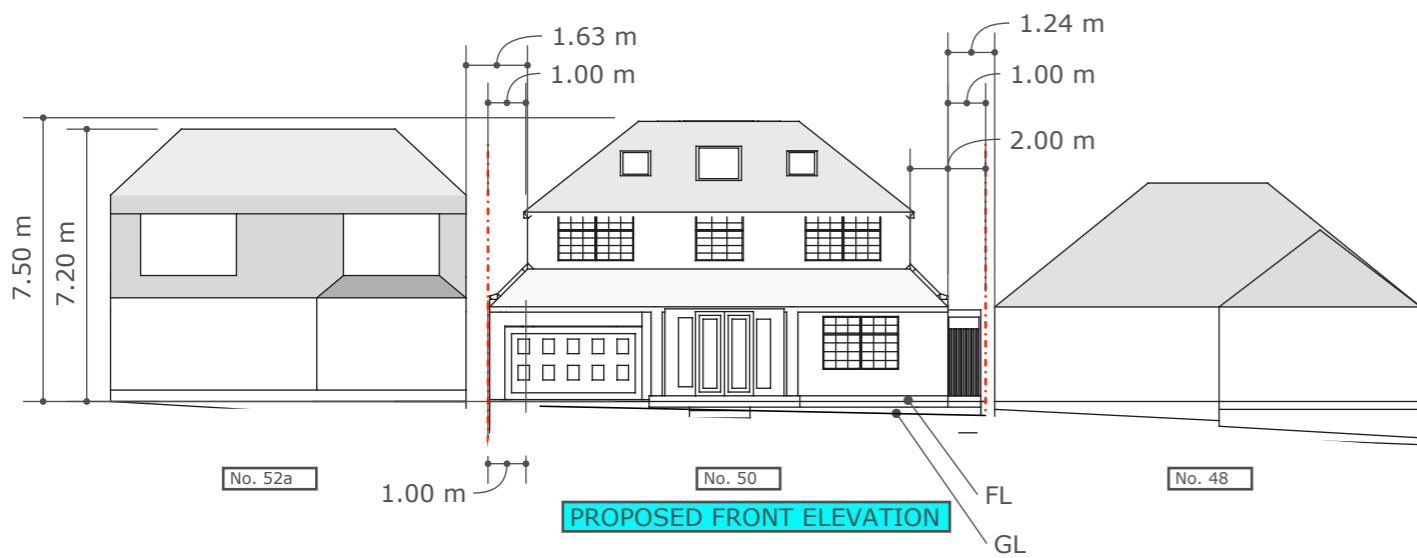 1.63 m
1.24 m
1.00 m
1.00 m
2.00 m
7.50 m
7.20 m
No. 52a
No. 50
No. 48
1.00 m
FL
PROPOSED FRONT ELEVATION
GL